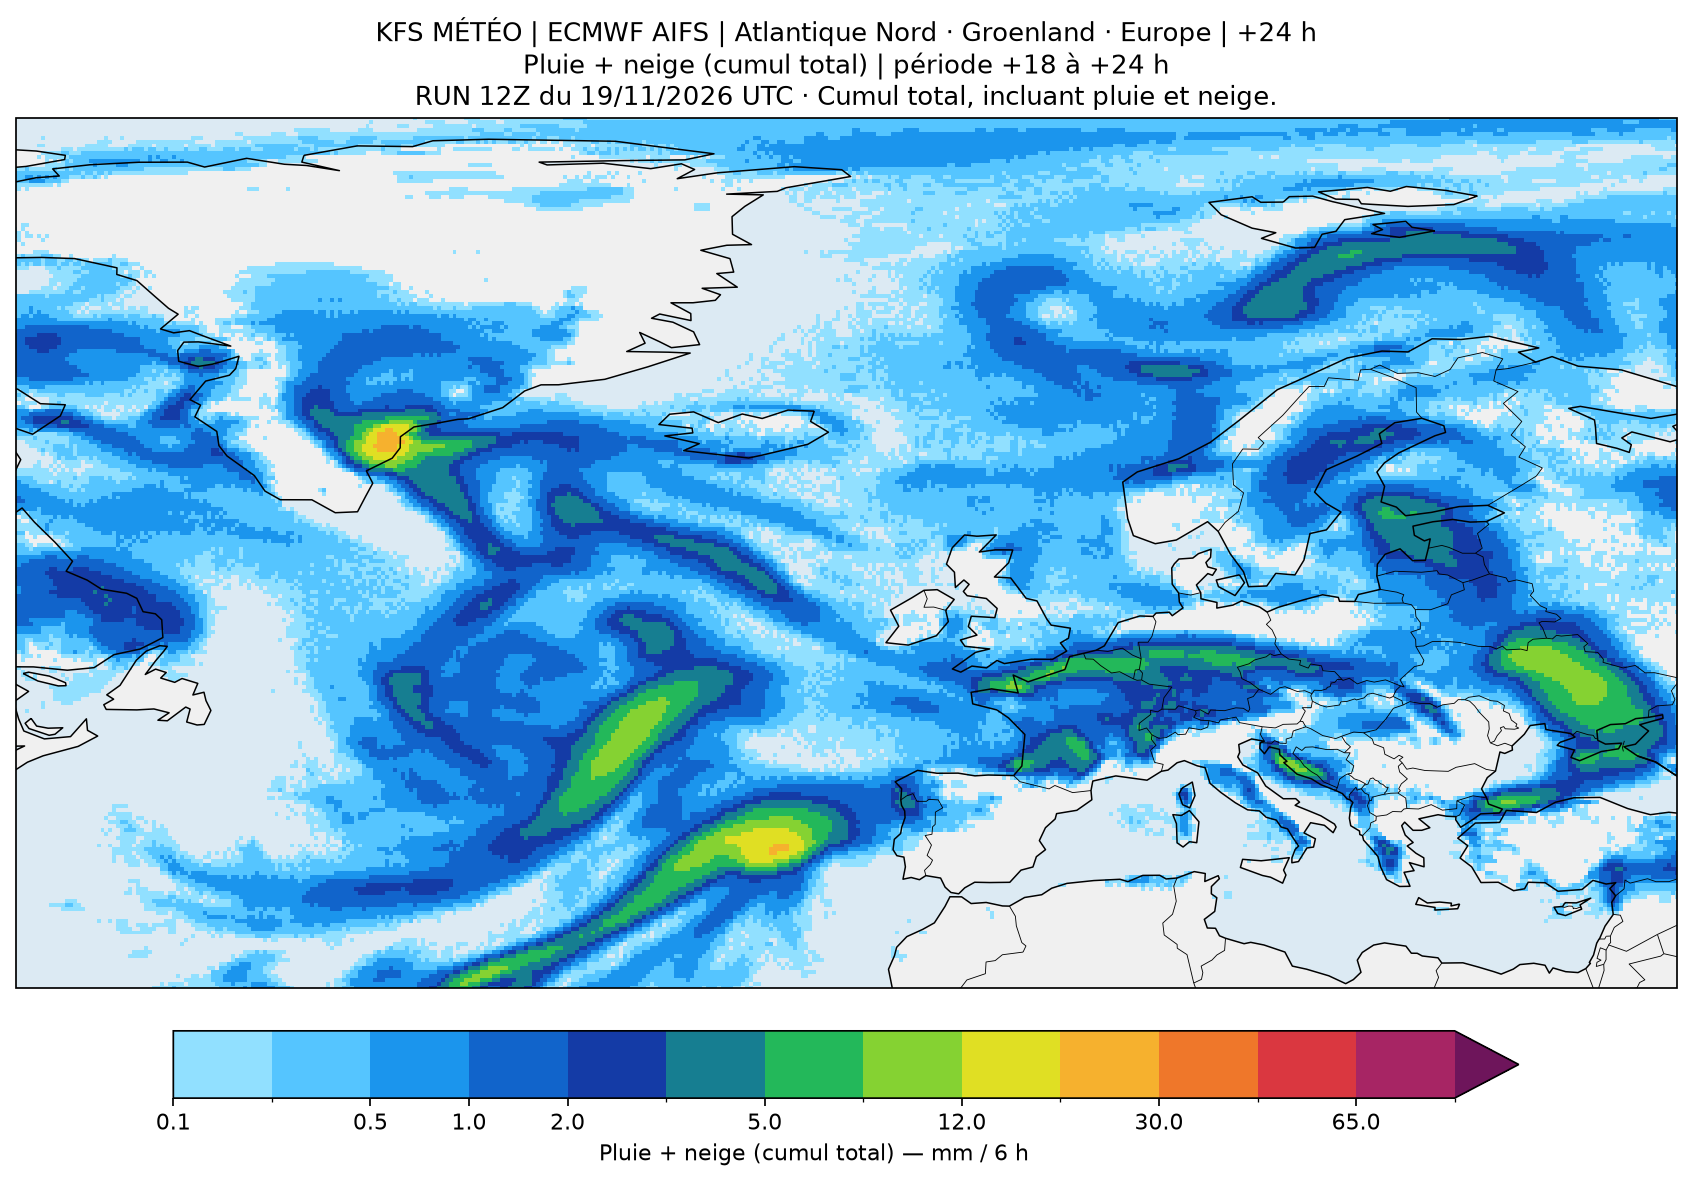 KFS MÉTÉO | ECMWF AIFS | Atlantique Nord · Groenland · Europe | +24 h
Pluie + neige (cumul total) | période +18 à +24 h
RUN 12Z du 19/11/2026 UTC · Cumul total, incluant pluie et neige.
0.1 0.5 1.0 2.0 5.0 12.0 30.0 65.0
Pluie + neige (cumul total) — mm / 6 h